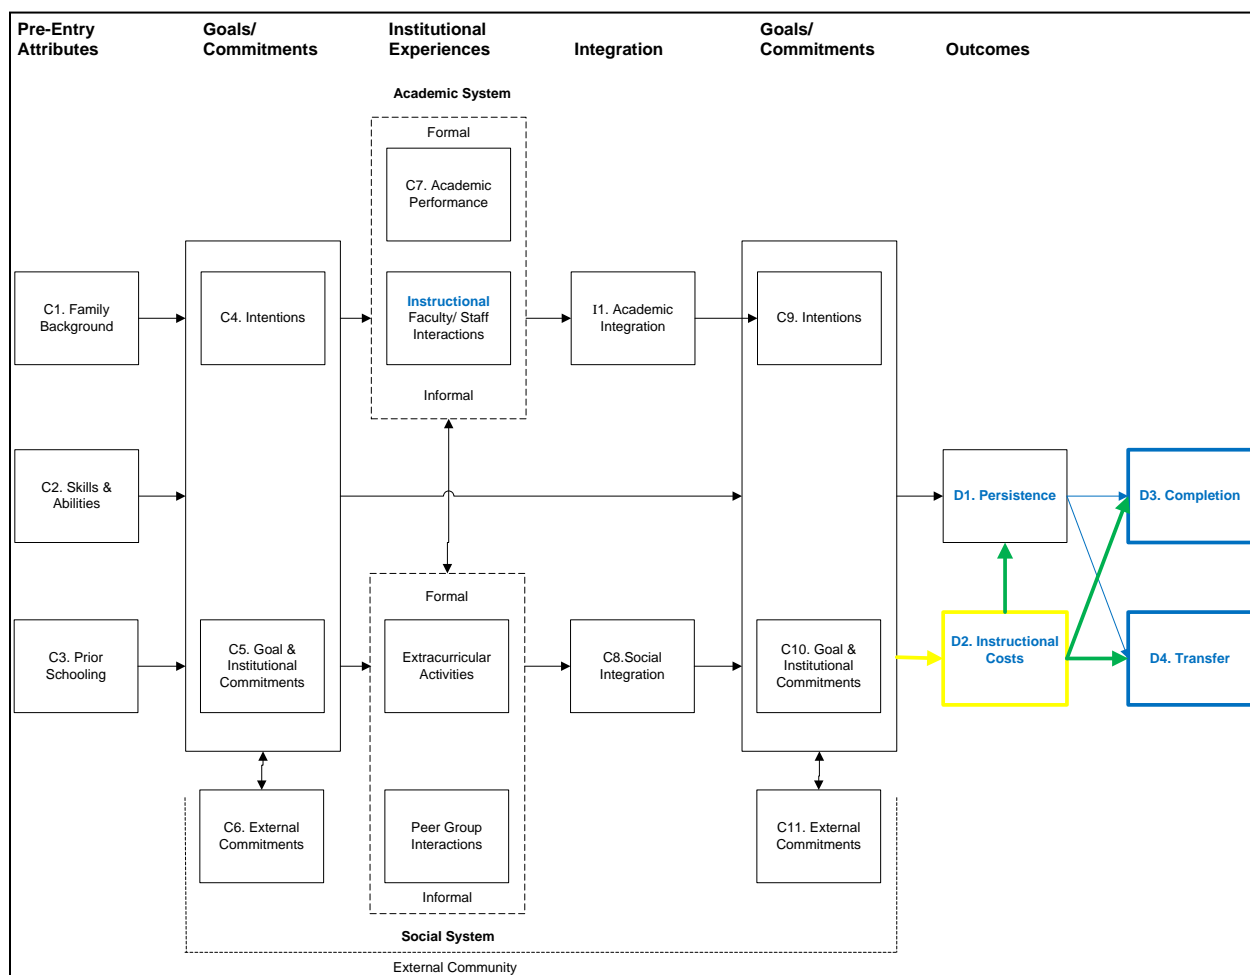 Pre-Entry
Attributes
Goals/
Commitments
Institutional
Experiences
Integration
Goals/
Commitments
Outcomes
Academic System
Formal
C7. Academic
Performance
C1. Family
Background
C4. Intentions
Instructional
Faculty/ Staff
Interactions
I1. Academic
Integration
C9. Intentions
Informal
C2. Skills &
Abilities
D1. Persistence
D3. Completion
Formal
C3. Prior
Schooling
C5. Goal &
Institutional
Commitments
Extracurricular
Activities
C8.Social
Integration
C10. Goal &
Institutional
Commitments
D2. Instructional
Costs
D4. Transfer
C6. External
Commitments
Peer Group
Interactions
C11. External
Commitments
Informal
Social System
External Community